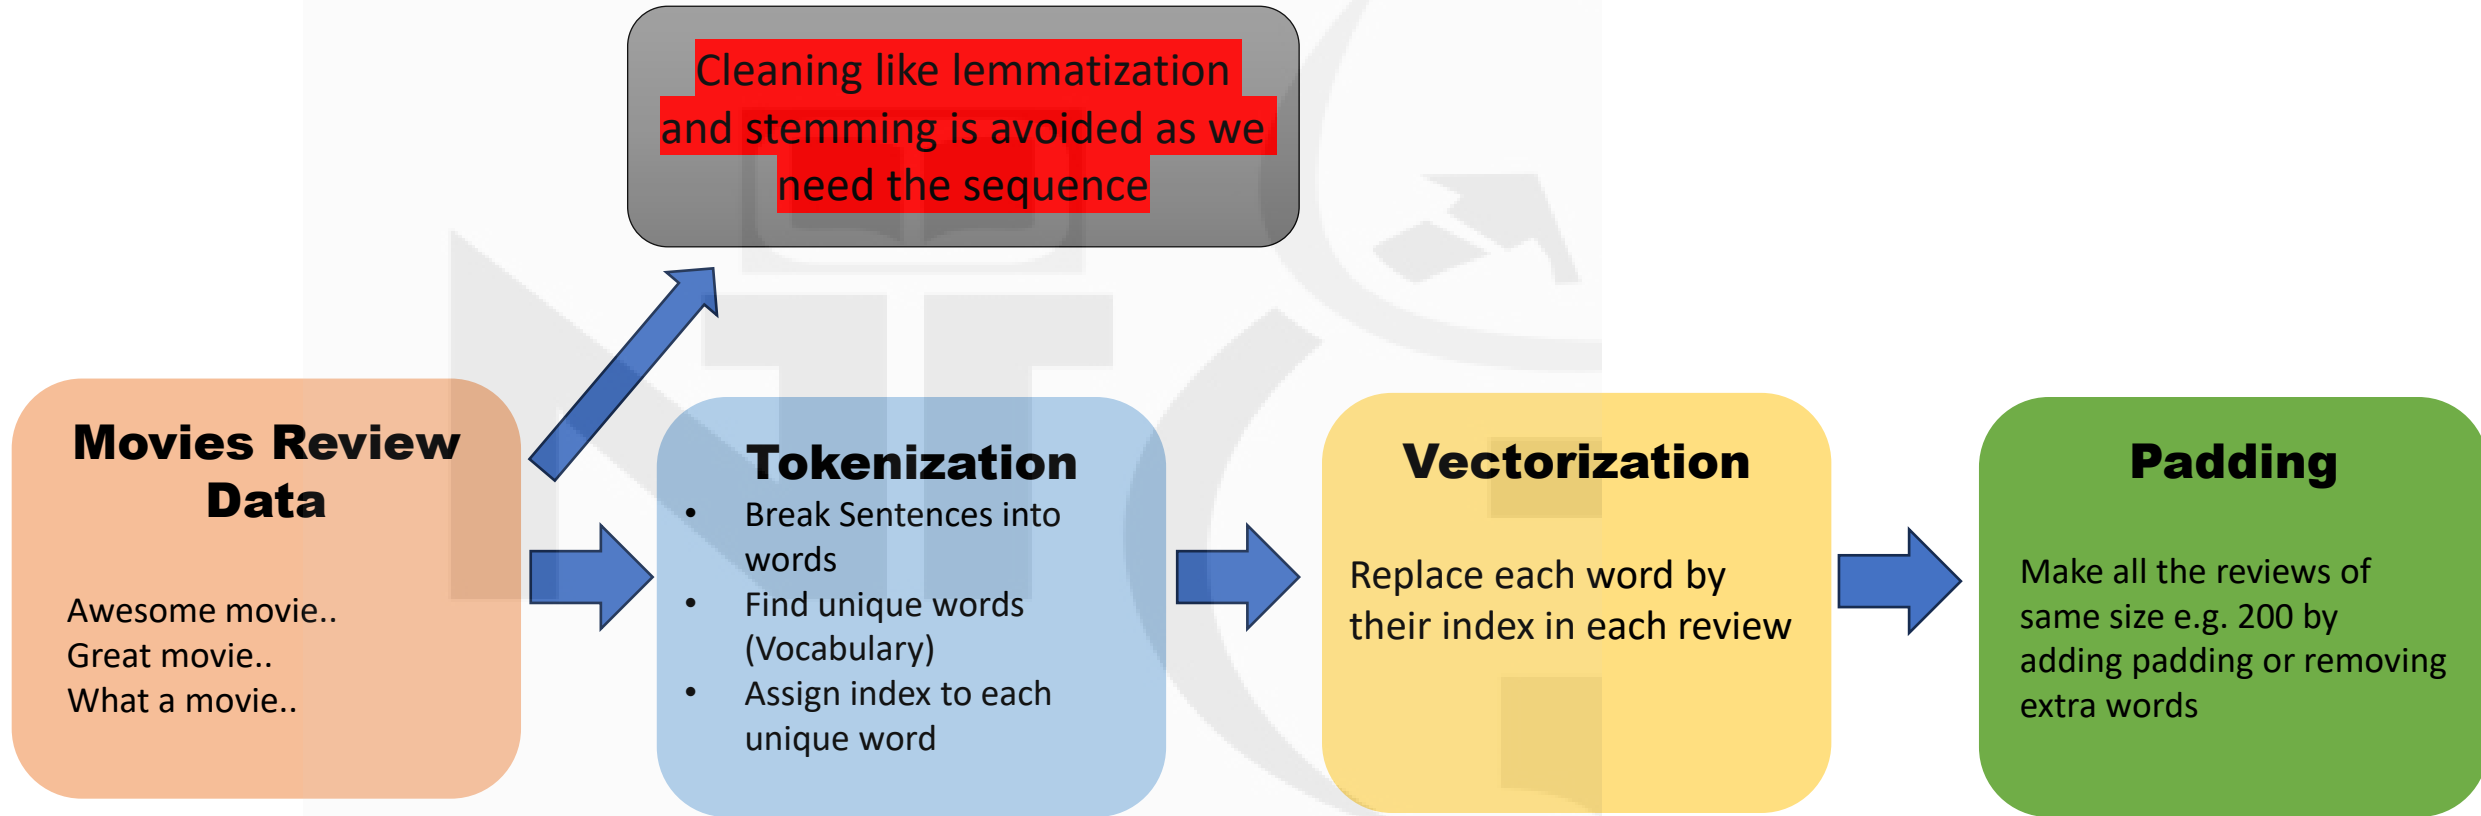 Cleaning like lemmatization
and stemming is avoided as we
need the sequence
Movies Review
Data
Awesome movie..
Great movie..
What a movie..
Tokenization
• Break Sentences into
words
• Find unique words
(Vocabulary)
• Assign index to each
unique word
Vectorization
Replace each word by
their index in each review
Padding
Make all the reviews of
same size e.g. 200 by
adding padding or removing
extra words